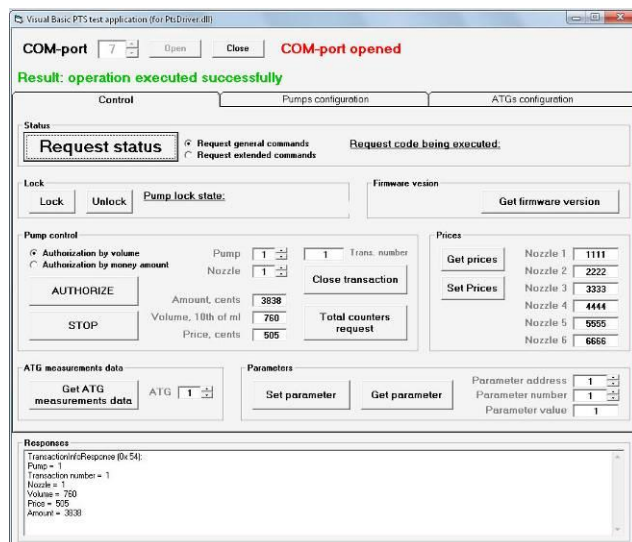 Visual Basic PTS test application (for PtsDriver.dll)
COM-port 7 Open Close COM-port opened
Result: operation executed successfully
Control Pumps configuration ATGs configuration
Status
Request status
Request general commands
Request extended commands
Request code being executed:
Lock
Lock Unlock Pump lock state:
Firmware vesion
Get firmware version
Pump control
Authorization by volume
Authorization by money amount
AUTHORIZE
STOP
Pump 1
Nozzle 1
Amount, cents 3838
Volume, 10th of ml 760
Price, cents 505
1 Trans. number
Close transaction
Total counters
request
Prices
Get prices
Set Prices
Nozzle 1 1111
Nozzle 2 2222
Nozzle 3 3333
Nozzle 4 4444
Nozzle 5 5555
Nozzle 6 6666
ATG measurements data
Get ATG
measurements data
ATG 1
Parameters
Set parameter Get parameter
Parameter address 1
Parameter number 1
Parameter value 1
Responses
TransactionInfoResponse (0x54):
Pump = 1
Transaction number = 1
Nozzle = 1
Volume = 760
Price = 505
Amount = 3838